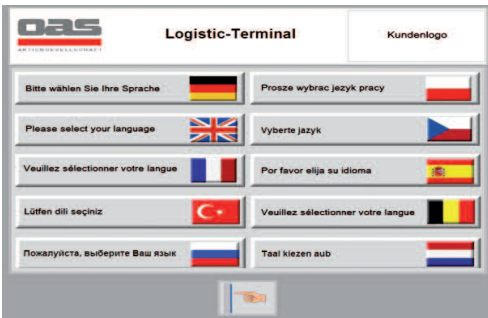 oas
AKTIENGESELLSCHAFT
Logistic-Terminal
Kundenlogo
Bitte wählen Sie Ihre Sprache
Prosze wybrac jezyk pracy
Please select your language
Vyberte jazyk
Veuillez sélectionner votre langue
Por favor elija su idioma
Lütfen dili seçiniz
Veuillez sélectionner votre langue
Пожалуйста, выберите Ваш язык
Taal kiezen aub